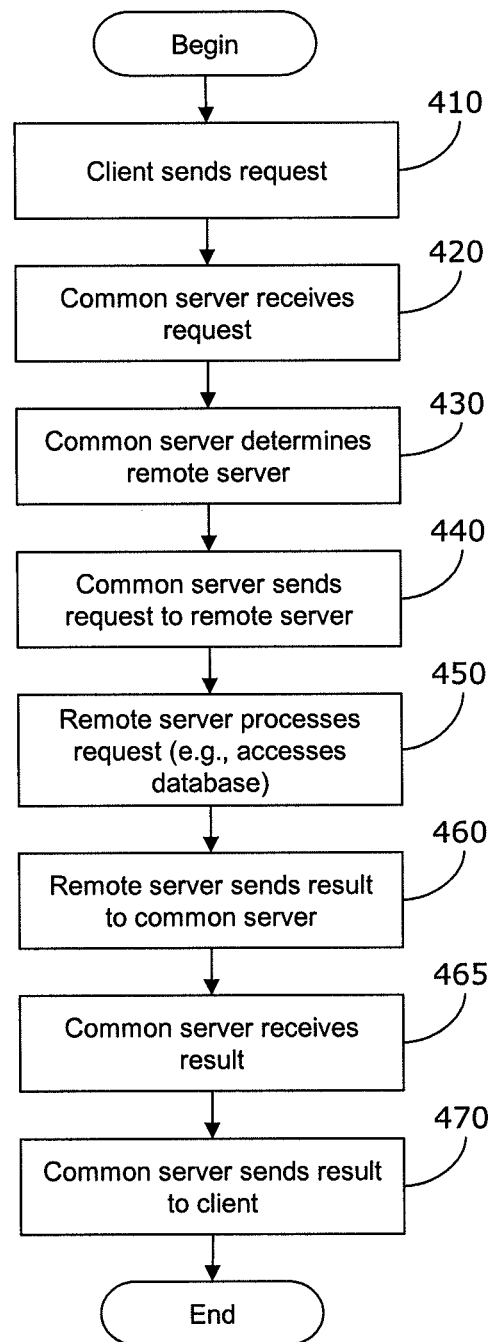 Begin
410
Client sends request
420
Common server receives
request
430
Common server determines
remote server
440
Common server sends
request to remote server
450
Remote server processes
request (e.g., accesses
database)
460
Remote server sends result
to common server
465
Common server receives
result
470
Common server sends result
to client
End